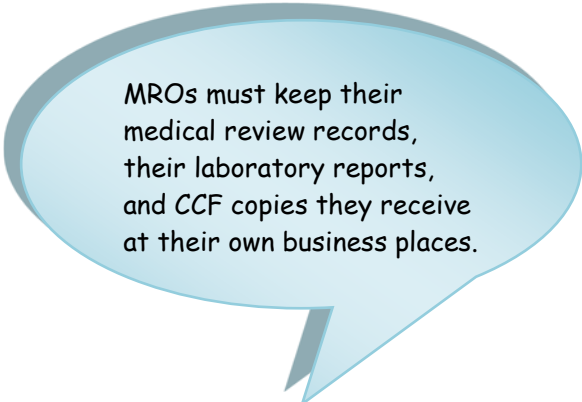 MROs must keep their
medical review records,
their laboratory reports,
and CCF copies they receive
at their own business places.